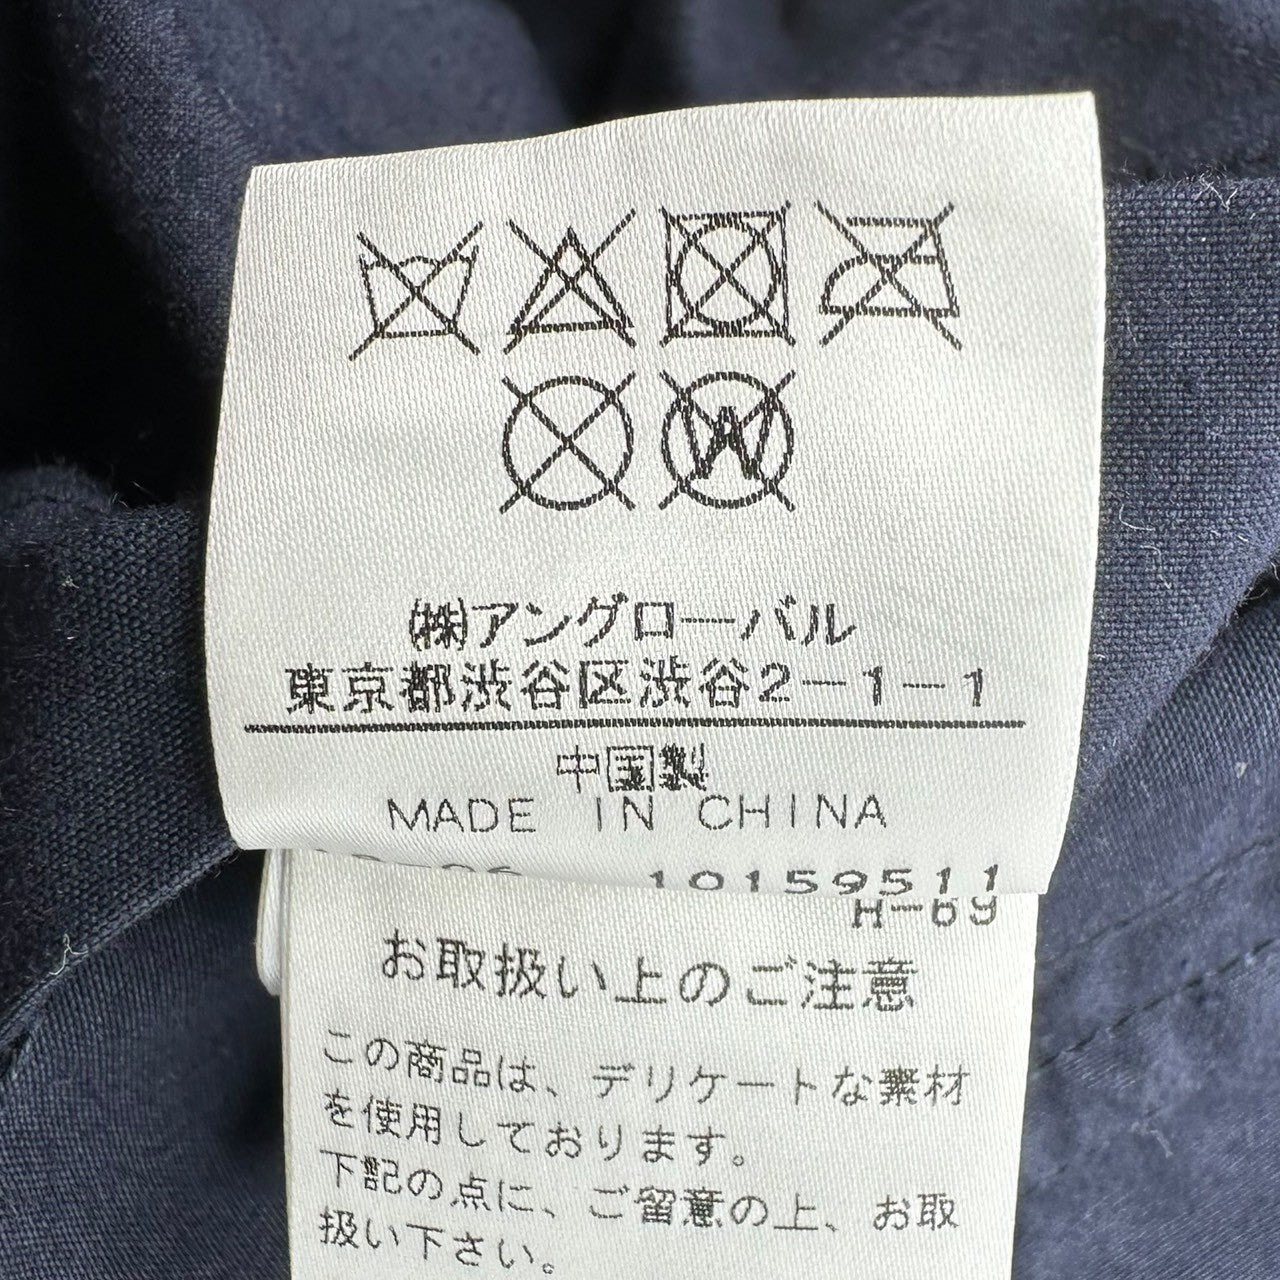 W
(株)アングローバル
東京都渋谷区渋谷2-1-1
中国製
MADE IN CHINA
10159511
H-69
お取扱い上のご注意
この商品は、デリケートな素材
を使用しております。
下記の点に、ご留意の上、お取
扱い下さい。